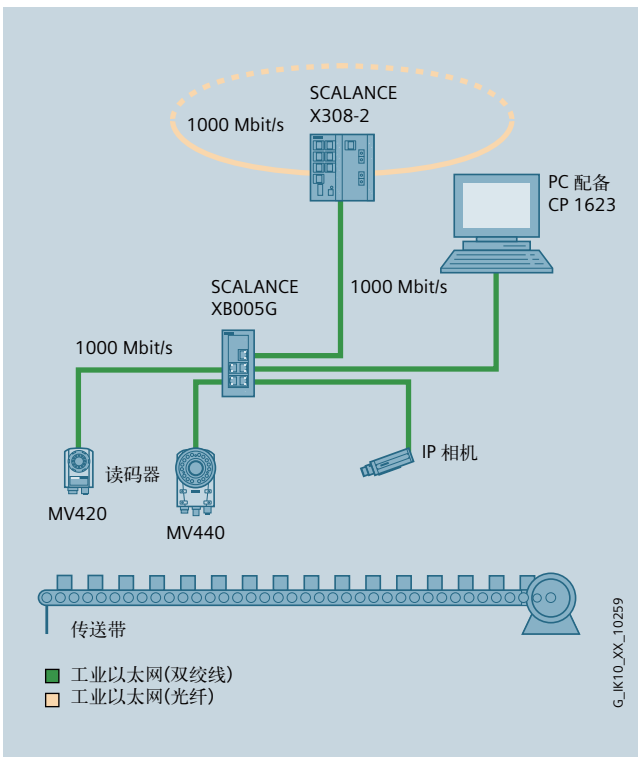 SCALANCE
X308-2
1000 Mbit/s
PC 配备
CP 1623
SCALANCE
XB005G
1000 Mbit/s
1000 Mbit/s
读码器
IP 相机
MV420
MV440
传送带
工业以太网(双绞线)
工业以太网(光纤)
G_IK10_XX_10259